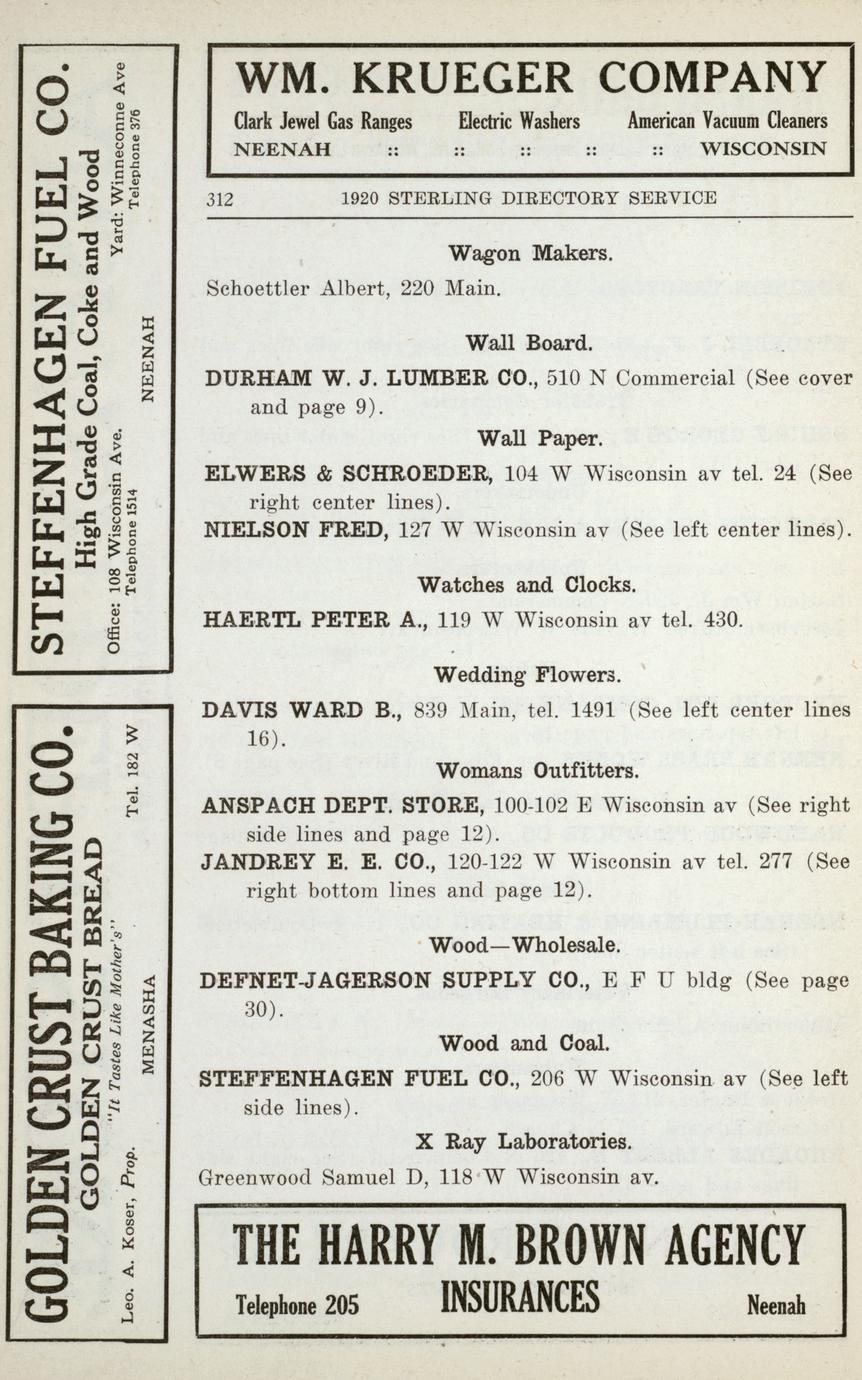 WM. KRUEGER COMPANY
Clark Jewel Gas Ranges Electric Washers American Vacuum Cleaners
NEENAH :: :: :: :: :: WISCONSIN
312 1920 STERLING DIRECTORY SERVICE
Wagon Makers.
Schoettler Albert, 220 Main.
Wall Board.
DURHAM W. J. LUMBER CO., 510 N Commercial (See cover
and page 9).
Wall Paper.
ELWERS & SCHROEDER, 104 W Wisconsin av tel. 24 (See
right center lines).
NIELSON FRED, 127 W Wisconsin av (See left center lines).
Watches and Clocks.
HAERTL PETER A., 119 W Wisconsin av tel. 430.
Wedding Flowers.
DAVIS WARD B., 839 Main, tel. 1491 (See left center lines
16).
Womans Outfitters.
ANSPACH DEPT. STORE, 100-102 E Wisconsin av (See right
side lines and page 12).
JANDREY E. E. CO., 120-122 W Wisconsin av tel. 277 (See
right bottom lines and page 12).
Wood—Wholesale.
DEFNET-JAGERSON SUPPLY CO., E F U bldg (See page
30).
Wood and Coal.
STEFFENHAGEN FUEL CO., 206 W Wisconsin av (See left
side lines).
X Ray Laboratories.
Greenwood Samuel D, 118 W Wisconsin av.
THE HARRY M. BROWN AGENCY
Telephone 205 INSURANCES Neenah
STEFFENHAGEN FUEL CO.
High Grade Coal, Coke and Wood
Office: 108 Wisconsin Ave. Yard: Winneconne Ave
Telephone 1514 Telephone 376
NEENAH
GOLDEN CRUST BAKING CO.
GOLDEN CRUST BREAD
"It Tastes Like Mother's"
Leo. A. Koser, Prop. Tel. 182 W
MENASHA